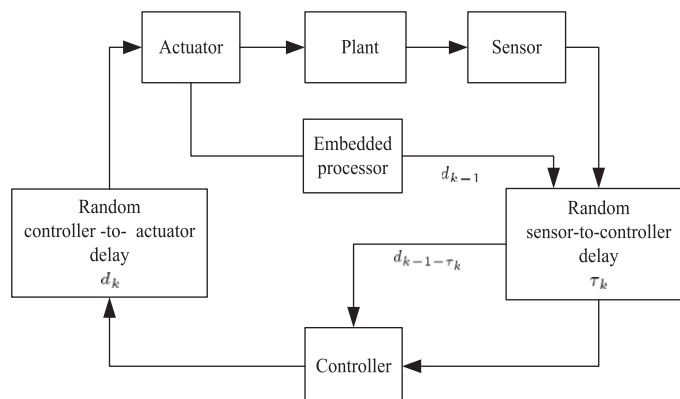 Actuator
Plant
Sensor
Embedded
processor
d_{k-1}
Random
controller -to- actuator
delay
d_k
Random
sensor-to-controller
delay
τ_k
d_{k-1-τ_k}
Controller